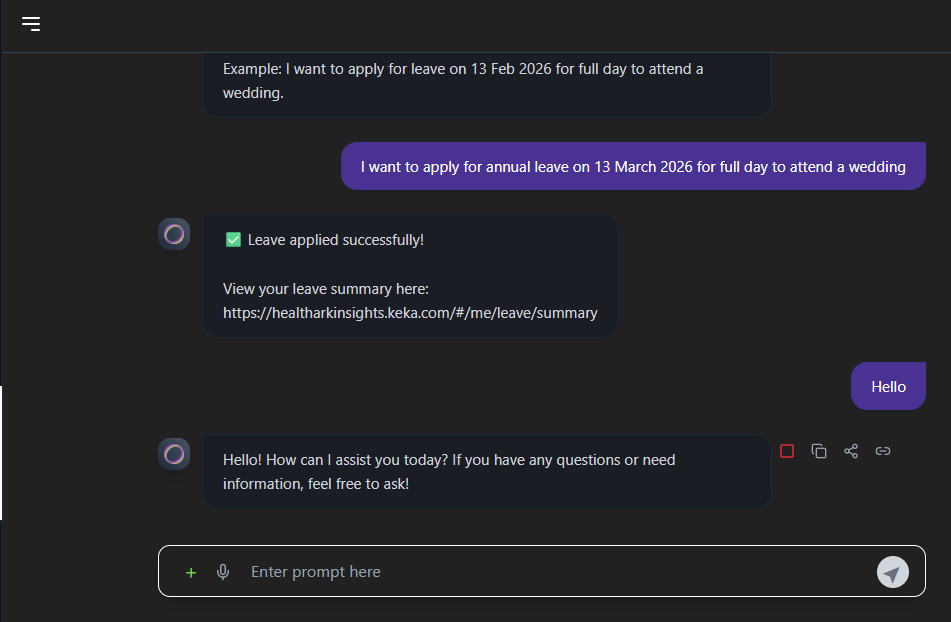 Example: I want to apply for leave on 13 Feb 2026 for full day to attend a
wedding.
I want to apply for annual leave on 13 March 2026 for full day to attend a wedding
✅ Leave applied successfully!
View your leave summary here:
https://healtharkinsights.keka.com/#/me/leave/summary
Hello
Hello! How can I assist you today? If you have any questions or need
information, feel free to ask!
Enter prompt here